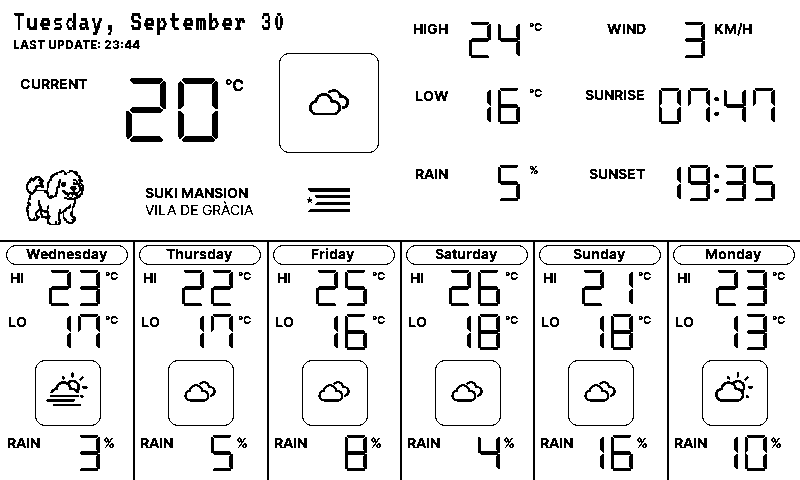 Tuesday, September 30
LAST UPDATE: 23:44
CURRENT 20 °C
HIGH 24 °C
WIND 3 KM/H
LOW 16 °C
SUNRISE 07:47
RAIN 5 %
SUNSET 19:35
SUKI MANSION
VILA DE GRÀCIA
Wednesday
HI 23 °C
LO 17 °C
RAIN 3 %
Thursday
HI 22 °C
LO 17 °C
RAIN 5 %
Friday
HI 25 °C
LO 16 °C
RAIN 8 %
Saturday
HI 26 °C
LO 18 °C
RAIN 4 %
Sunday
HI 21 °C
LO 18 °C
RAIN 16 %
Monday
HI 23 °C
LO 13 °C
RAIN 10 %